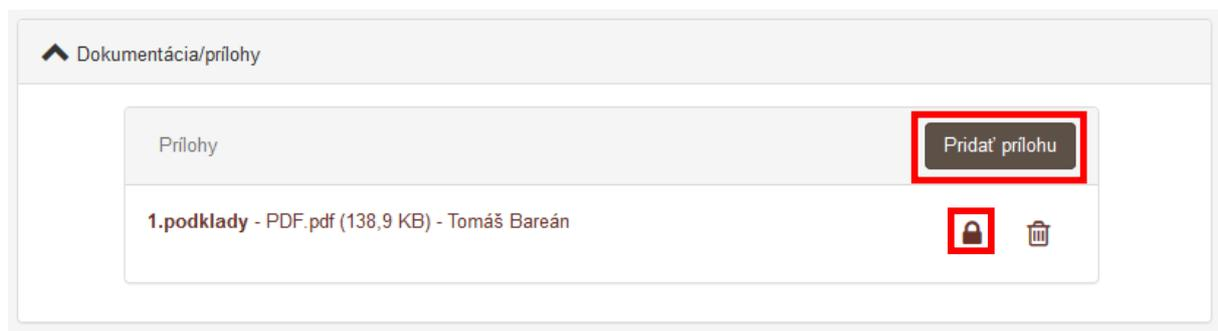 Dokumentácia/prílohy
Prílohy
Pridať prílohu
1.podklady - PDF.pdf (138,9 KB) - Tomáš Bareán